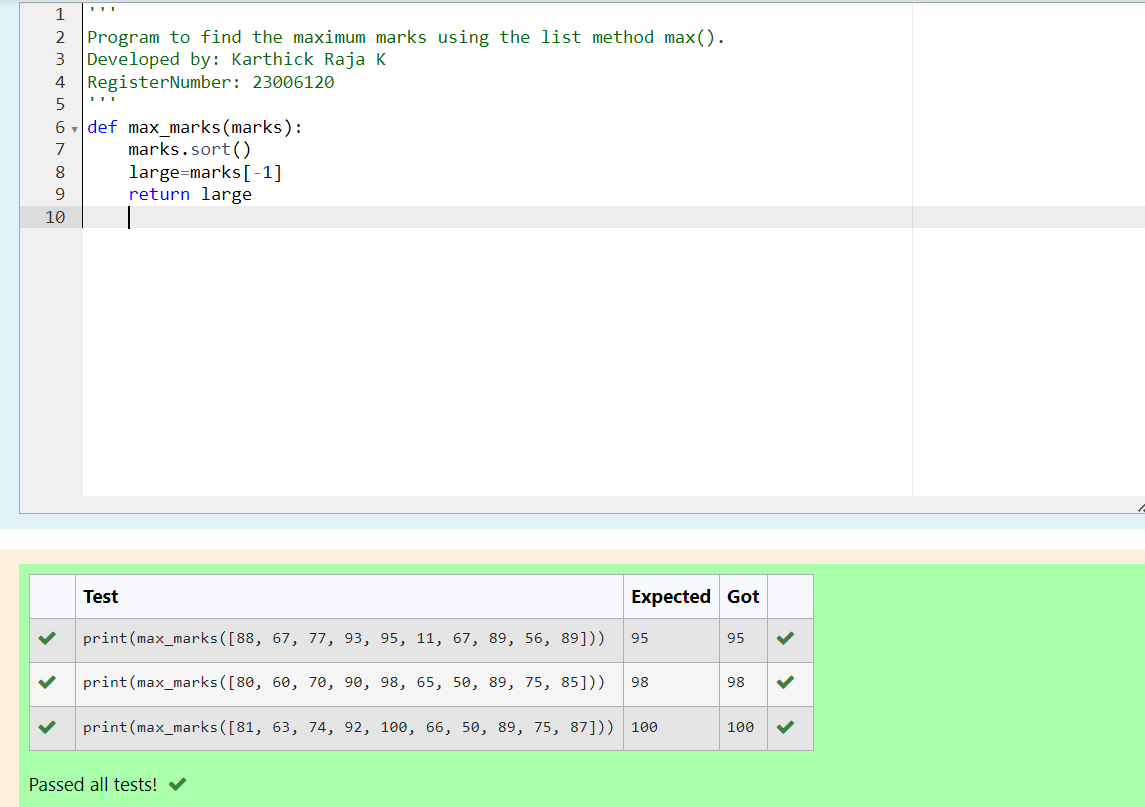 1 '''
2 Program to find the maximum marks using the list method max().
3 Developed by: Karthick Raja K
4 RegisterNumber: 23006120
5 '''
6 def max_marks(marks):
7     marks.sort()
8     large=marks[-1]
9     return large
10
Test Expected Got
print(max_marks([88, 67, 77, 93, 95, 11, 67, 89, 56, 89])) 95 95
print(max_marks([80, 60, 70, 90, 98, 65, 50, 89, 75, 85])) 98 98
print(max_marks([81, 63, 74, 92, 100, 66, 50, 89, 75, 87])) 100 100
Passed all tests!